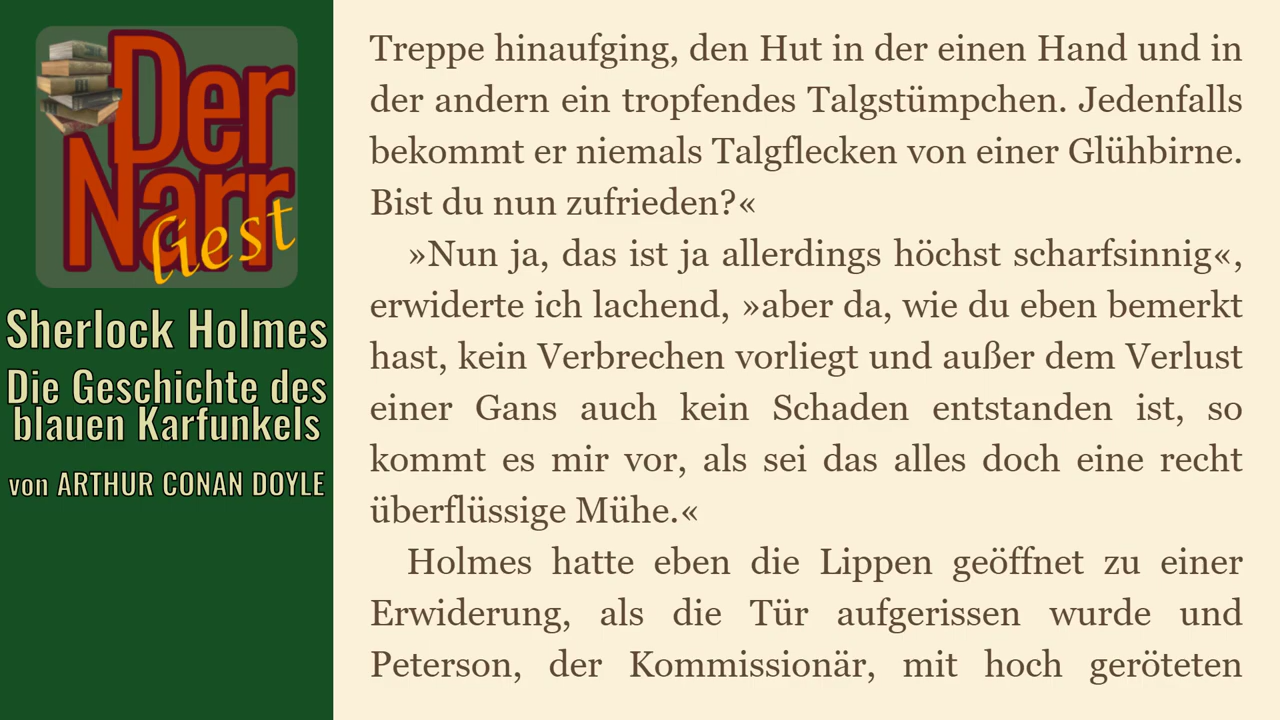 Der
Narr
liest
Sherlock Holmes
Die Geschichte des
blauen Karfunkels
von ARTHUR CONAN DOYLE
Treppe hinaufging, den Hut in der einen Hand und in
der andern ein tropfendes Talgstümpchen. Jedenfalls
bekommt er niemals Talgflecken von einer Glühbirne.
Bist du nun zufrieden?«
»Nun ja, das ist ja allerdings höchst scharfsinnig«,
erwiderte ich lachend, »aber da, wie du eben bemerkt
hast, kein Verbrechen vorliegt und außer dem Verlust
einer Gans auch kein Schaden entstanden ist, so
kommt es mir vor, als sei das alles doch eine recht
überflüssige Mühe.«
Holmes hatte eben die Lippen geöffnet zu einer
Erwiderung, als die Tür aufgerissen wurde und
Peterson, der Kommissionär, mit hoch geröteten